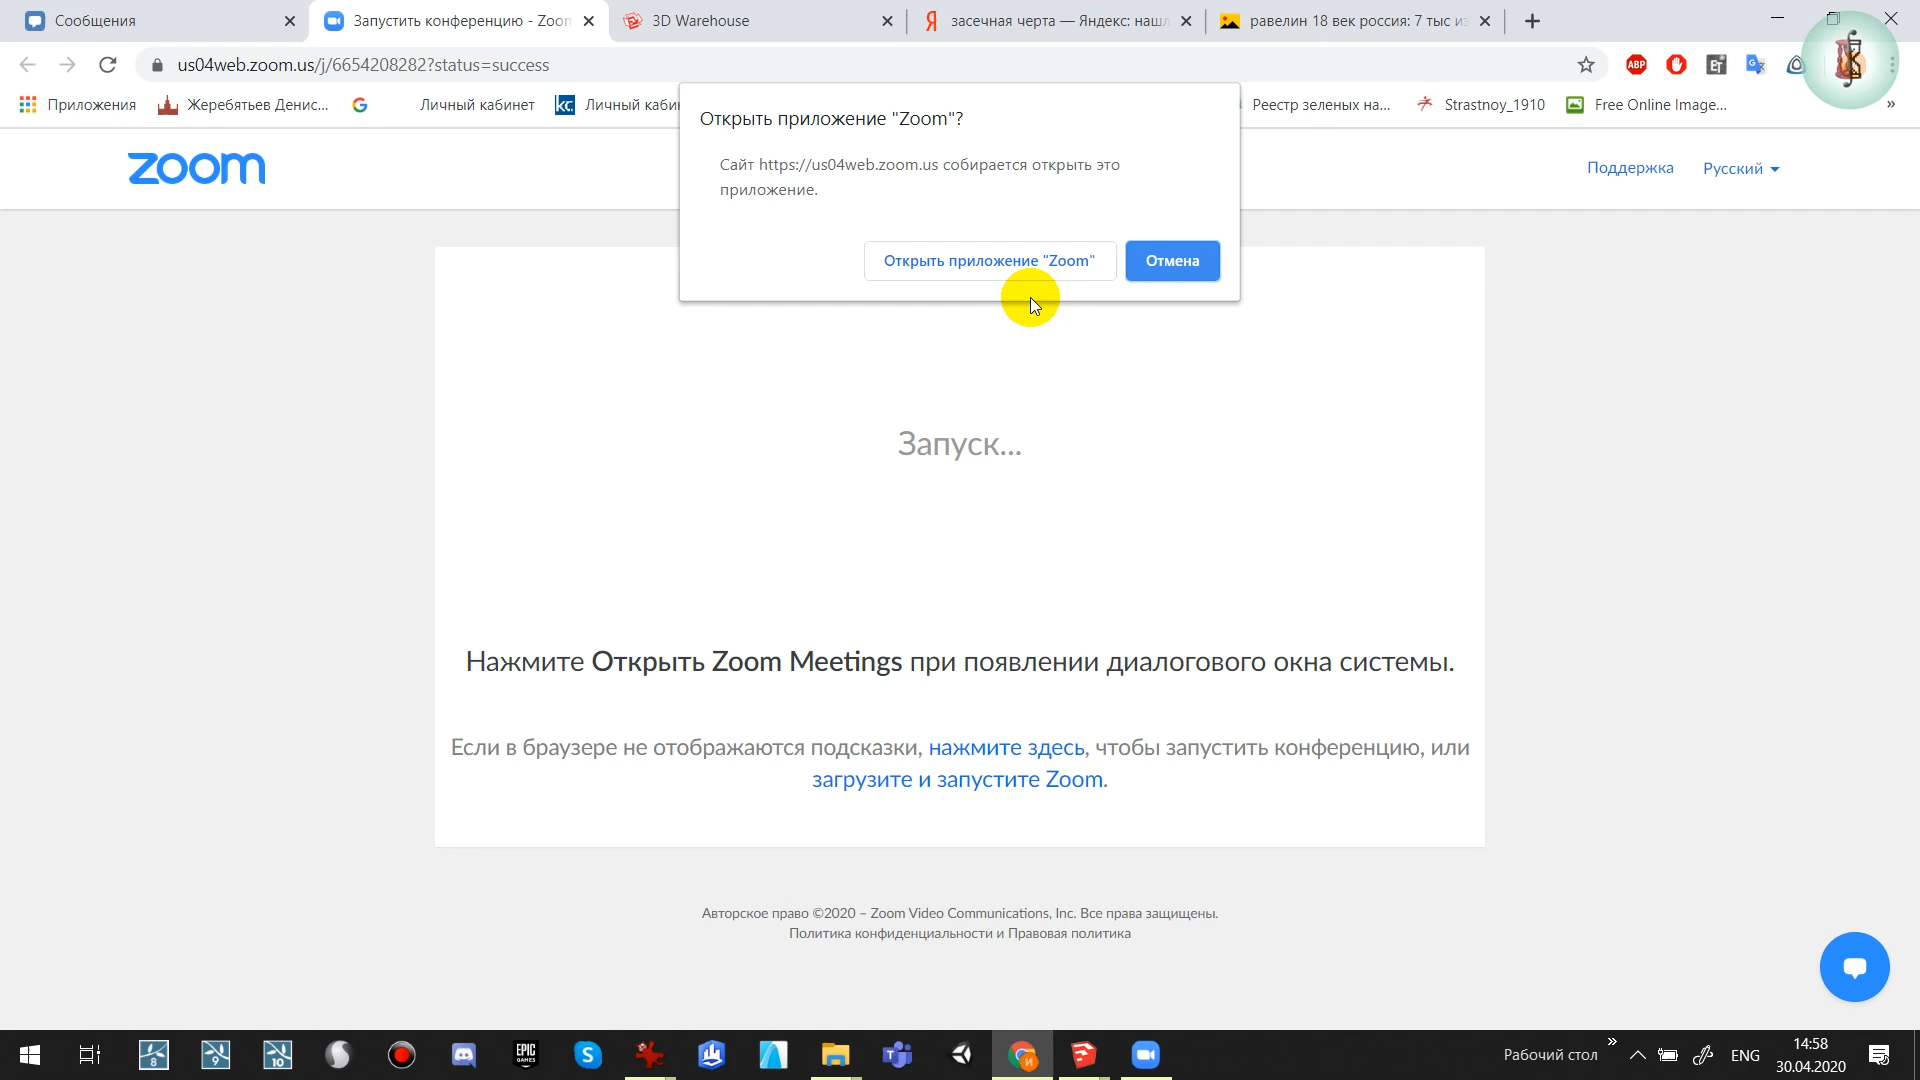 Сообщения
Запустить конференцию - Zoom
3D Warehouse
засечная черта — Яндекс: нашл
равелин 18 век россия: 7 тыс из
us04web.zoom.us/j/6654208282?status=success
Приложения
Жеребятьев Денис...
Личный кабинет
Личный каби
Реестр зеленых на...
Strastnoy_1910
Free Online Image...
»
Открыть приложение "Zoom"?
Сайт https://us04web.zoom.us собирается открыть это
приложение.
Открыть приложение "Zoom"
Отмена
zoom
Поддержка
Русский
Запуск...
Нажмите Открыть Zoom Meetings при появлении диалогового окна системы.
Если в браузере не отображаются подсказки, нажмите здесь, чтобы запустить конференцию, или
загрузите и запустите Zoom.
Авторское право ©2020 – Zoom Video Communications, Inc. Все права защищены.
Политика конфиденциальности и Правовая политика
8
9
10
EPIC
GAMES
Рабочий стол
»
ENG
14:58
30.04.2020